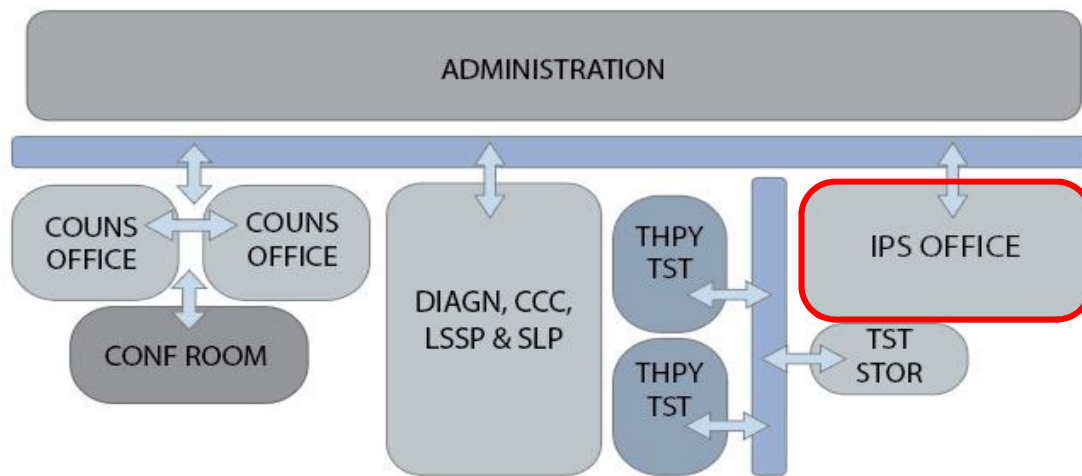 ADMINISTRATION
COUNS
OFFICE
COUNS
OFFICE
CONF ROOM
DIAGN, CCC,
LSSP & SLP
THPY
TST
THPY
TST
IPS OFFICE
TST
STOR